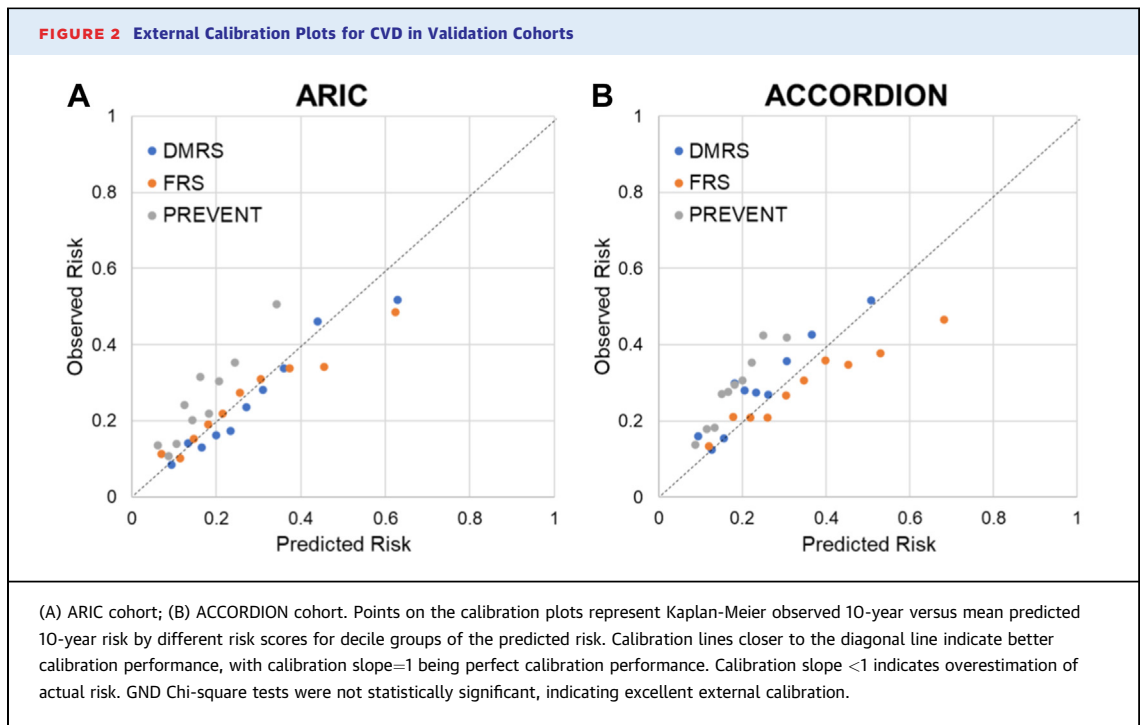 FIGURE 2 External Calibration Plots for CVD in Validation Cohorts
A
ARIC
1
0.8
0.6
0.4
0.2
0
0
0.2
0.4
0.6
0.8
1
Observed Risk
Predicted Risk
DMRS
FRS
PREVENT
B
ACCORDION
1
0.8
0.6
0.4
0.2
0
0
0.2
0.4
0.6
0.8
1
Observed Risk
Predicted Risk
DMRS
FRS
PREVENT
(A) ARIC cohort; (B) ACCORDION cohort. Points on the calibration plots represent Kaplan-Meier observed 10-year versus mean predicted
10-year risk by different risk scores for decile groups of the predicted risk. Calibration lines closer to the diagonal line indicate better
calibration performance, with calibration slope=1 being perfect calibration performance. Calibration slope <1 indicates overestimation of
actual risk. GND Chi-square tests were not statistically significant, indicating excellent external calibration.